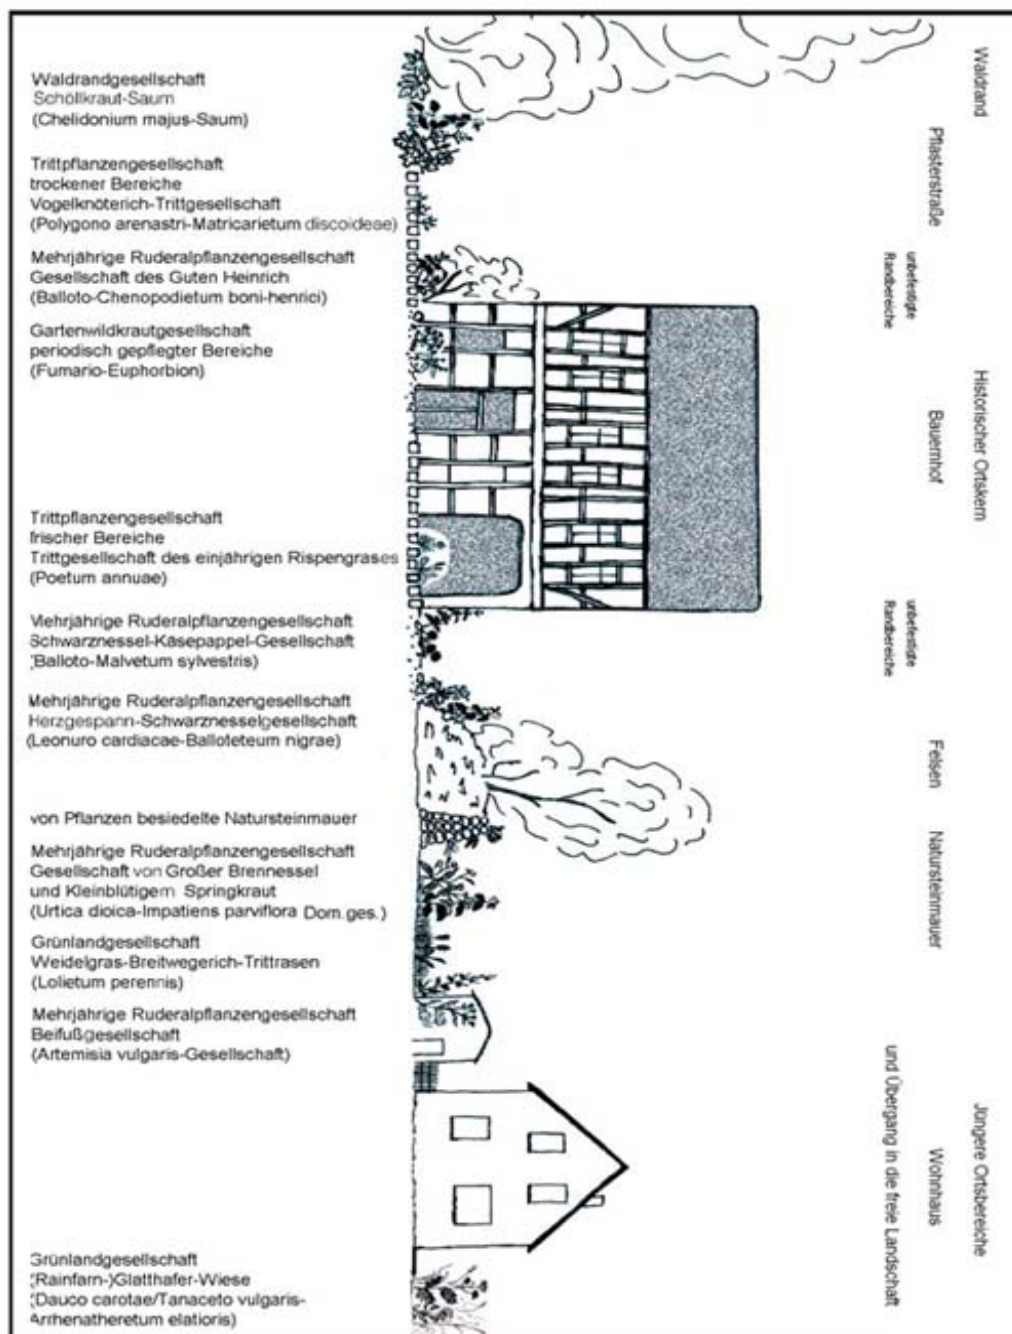 Waldrandgesellschaft
Schöllkraut-Saum
(Chelidonium majus-Saum)
Trittpflanzengesellschaft
trockener Bereiche
Vogelknöterich-Trittgesellschaft
(Polygono arenastri-Matricarietum discoideae)
Mehrjährige Ruderalpflanzengesellschaft
Gesellschaft des Guten Heinrich
(Balloto-Chenopodietum boni-henrici)
Gartenwildkrautgesellschaft
periodisch gepflegter Bereiche
(Fumario-Euphorbion)
Trittpflanzengesellschaft
frischer Bereiche
Trittgesellschaft des einjährigen Rispengrases
(Poetum annuae)
Mehrjährige Ruderalpflanzengesellschaft
Schwarznessel-Käsepappel-Gesellschaft
(Balloto-Malvetum sylvestris)
Mehrjährige Ruderalpflanzengesellschaft
Herzgespann-Schwarznesselgesellschaft
(Leonuro cardiacae-Balloteteum nigrae)
von Pflanzen besiedelte Natursteinmauer
Mehrjährige Ruderalpflanzengesellschaft
Gesellschaft von Großer Brennessel
und Kleinblütigem Springkraut
(Urtica dioica-Impatiens parviflora Dom.ges.)
Grünlandgesellschaft
Weidelgras-Breitwegerich-Trittrasen
(Lolietum perennis)
Mehrjährige Ruderalpflanzengesellschaft
Beifußgesellschaft
(Artemisia vulgaris-Gesellschaft)
Grünlandgesellschaft
(Rainfarn-)Glatthafer-Wiese
(Dauco carotae/Tanaceto vulgaris-
Arrhenatheretum elatioris)
Waldrand
Pflasterstraße
unbefestigte
Randbereiche
Historischer Ortskern
Bauernhof
unbefestigte
Randbereiche
Felsen
Natursteinmauer
Jüngere Ortsbereiche
Wohnhaus
und Übergang in die freie Landschaft